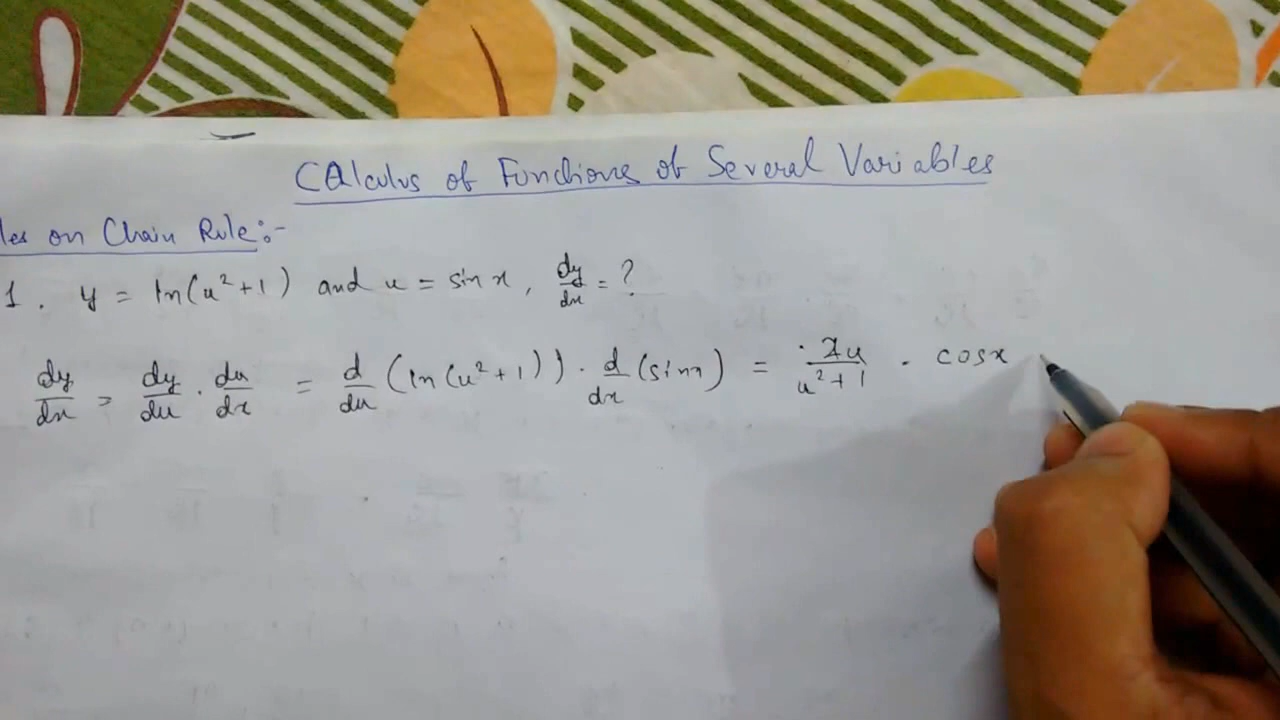 Calculus of Functions of Several Variables
les on Chain Rule:-
1. y = ln(u²+1) and u = sin x, dy/dx = ?
dy/dx = dy/du . du/dx = d/du (ln(u²+1)) . d/dx (sin x) = 2u/u²+1 . cos x